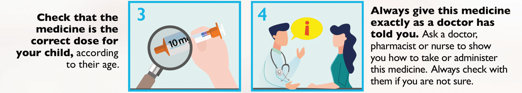 Check that the
medicine is the
correct dose for
your child, according
to their age.
3
10 m
4
i
Always give this medicine
exactly as a doctor has
told you. Ask a doctor,
pharmacist or nurse to show
you how to take or administer
this medicine. Always check with
them if you are not sure.